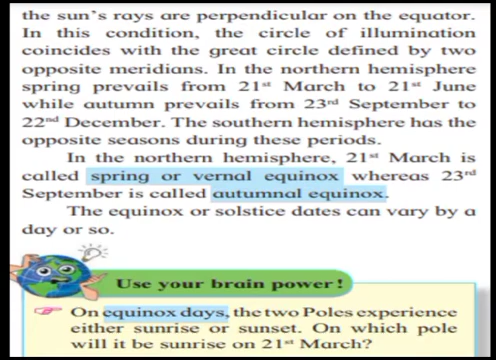 the sun's rays are perpendicular on the equator.
In this condition, the circle of illumination
coincides with the great circle defined by two
opposite meridians. In the northern hemisphere
spring prevails from 21st March to 21st June
while autumn prevails from 23rd September to
22nd December. The southern hemisphere has the
opposite seasons during these periods.
In the northern hemisphere, 21st March is
called spring or vernal equinox whereas 23rd
September is called autumnal equinox.
The equinox or solstice dates can vary by a
day or so.
Use your brain power!
On equinox days, the two Poles experience
either sunrise or sunset. On which pole
will it be sunrise on 21st March?